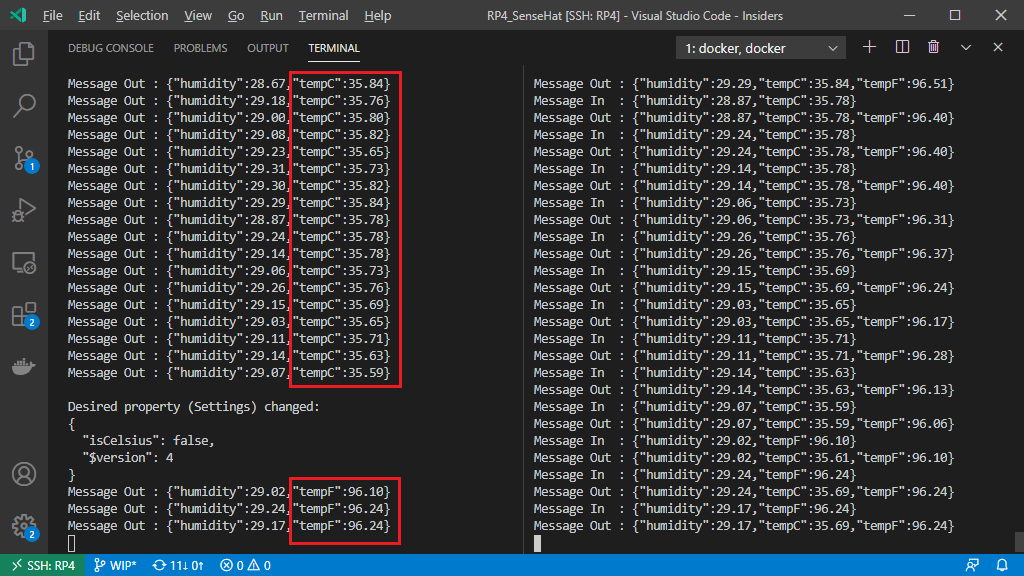 File Edit Selection View Go Run Terminal Help RP4_SenseHat [SSH: RP4] - Visual Studio Code - Insiders
DEBUG CONSOLE PROBLEMS OUTPUT TERMINAL 1: docker, docker
Message Out : {"humidity":28.67,"tempC":35.84}
Message Out : {"humidity":29.18,"tempC":35.76}
Message Out : {"humidity":29.00,"tempC":35.80}
Message Out : {"humidity":29.08,"tempC":35.82}
Message Out : {"humidity":29.23,"tempC":35.65}
Message Out : {"humidity":29.31,"tempC":35.73}
Message Out : {"humidity":29.30,"tempC":35.82}
Message Out : {"humidity":29.29,"tempC":35.84}
Message Out : {"humidity":28.87,"tempC":35.78}
Message Out : {"humidity":29.24,"tempC":35.78}
Message Out : {"humidity":29.14,"tempC":35.78}
Message Out : {"humidity":29.06,"tempC":35.73}
Message Out : {"humidity":29.26,"tempC":35.76}
Message Out : {"humidity":29.15,"tempC":35.69}
Message Out : {"humidity":29.03,"tempC":35.65}
Message Out : {"humidity":29.11,"tempC":35.71}
Message Out : {"humidity":29.14,"tempC":35.63}
Message Out : {"humidity":29.07,"tempC":35.59}
Desired property (Settings) changed:
{
"isCelsius": false,
"$version": 4
}
Message Out : {"humidity":29.02,"tempF":96.10}
Message Out : {"humidity":29.24,"tempF":96.24}
Message Out : {"humidity":29.17,"tempF":96.24}
Message Out : {"humidity":29.29,"tempC":35.84,"tempF":96.51}
Message In : {"humidity":28.87,"tempC":35.78}
Message Out : {"humidity":28.87,"tempC":35.78,"tempF":96.40}
Message In : {"humidity":29.24,"tempC":35.78}
Message Out : {"humidity":29.24,"tempC":35.78,"tempF":96.40}
Message In : {"humidity":29.14,"tempC":35.78}
Message Out : {"humidity":29.14,"tempC":35.78,"tempF":96.40}
Message In : {"humidity":29.06,"tempC":35.73}
Message Out : {"humidity":29.06,"tempC":35.73,"tempF":96.31}
Message In : {"humidity":29.26,"tempC":35.76}
Message Out : {"humidity":29.26,"tempC":35.76,"tempF":96.37}
Message In : {"humidity":29.15,"tempC":35.69}
Message Out : {"humidity":29.15,"tempC":35.69,"tempF":96.24}
Message In : {"humidity":29.03,"tempC":35.65}
Message Out : {"humidity":29.03,"tempC":35.65,"tempF":96.17}
Message In : {"humidity":29.11,"tempC":35.71}
Message Out : {"humidity":29.11,"tempC":35.71,"tempF":96.28}
Message In : {"humidity":29.14,"tempC":35.63}
Message Out : {"humidity":29.14,"tempC":35.63,"tempF":96.13}
Message In : {"humidity":29.07,"tempC":35.59}
Message Out : {"humidity":29.07,"tempC":35.59,"tempF":96.06}
Message In : {"humidity":29.02,"tempF":96.10}
Message Out : {"humidity":29.02,"tempC":35.61,"tempF":96.10}
Message In : {"humidity":29.24,"tempF":96.24}
Message Out : {"humidity":29.24,"tempC":35.69,"tempF":96.24}
Message In : {"humidity":29.17,"tempF":96.24}
Message Out : {"humidity":29.17,"tempC":35.69,"tempF":96.24}
1
2
2
SSH: RP4 WIP* 11↓ 0↑ 0 0